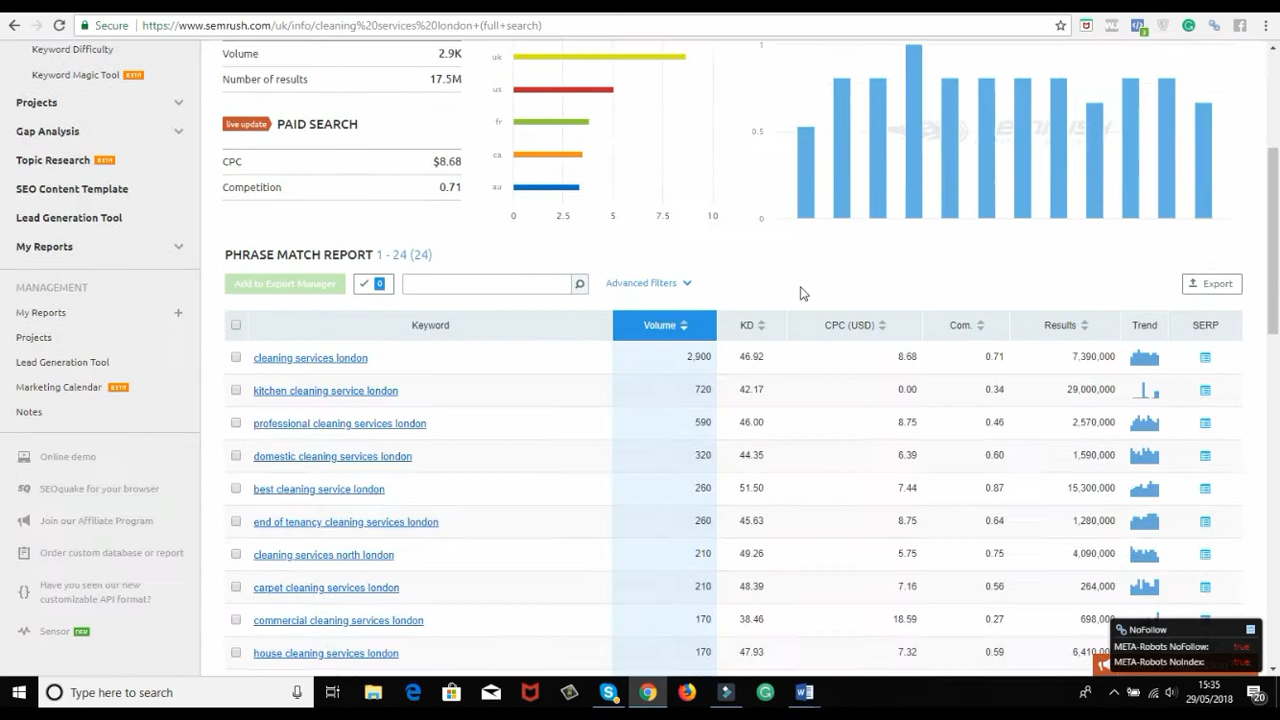 Secure
https://www.semrush.com/uk/info/cleaning%20services%20london+(full+search)
Keyword Difficulty
Keyword Magic Tool BETA
Projects
Gap Analysis
Topic Research BETA
SEO Content Template
Lead Generation Tool
My Reports
MANAGEMENT
My Reports +
Projects
Lead Generation Tool
Marketing Calendar BETA
Notes
Online demo
SEOquake for your browser
Join our Affiliate Program
Order custom database or report
Have you seen our new
customizable API format?
Sensor NEW
Volume 2.9K
Number of results 17.5M
live update PAID SEARCH
CPC $8.68
Competition 0.71
uk
us
fr
ca
au
0 2.5 5 7.5 10
1
0.5
0
semrush
PHRASE MATCH REPORT 1 - 24 (24)
Add to Export Manager 0 Advanced filters Export
Keyword Volume KD CPC (USD) Com. Results Trend SERP
cleaning services london 2,900 46.92 8.68 0.71 7,390,000
kitchen cleaning service london 720 42.17 0.00 0.34 29,000,000
professional cleaning services london 590 46.00 8.75 0.46 2,570,000
domestic cleaning services london 320 44.35 6.39 0.60 1,590,000
best cleaning service london 260 51.50 7.44 0.87 15,300,000
end of tenancy cleaning services london 260 45.63 8.75 0.64 1,280,000
cleaning services north london 210 49.26 5.75 0.75 4,090,000
carpet cleaning services london 210 48.39 7.16 0.56 264,000
commercial cleaning services london 170 38.46 18.59 0.27 698,000
house cleaning services london 170 47.93 7.32 0.59 6,410,000
NoFollow
META-Robots NoFollow: true
META-Robots NoIndex: true
Type here to search
15:35
29/05/2018
20